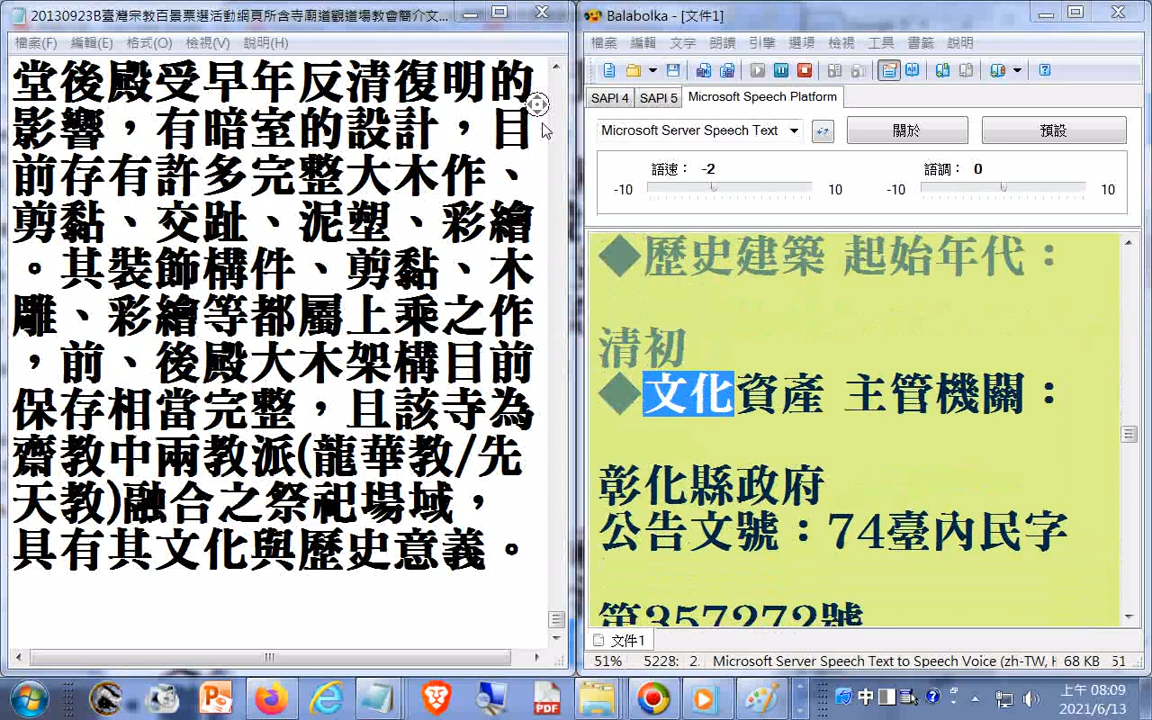 20130923B臺灣宗教百景票選活動網頁所含寺廟道觀道場教會簡介文...
檔案(F) 編輯(E) 格式(O) 檢視(V) 說明(H)
堂後殿受早年反清復明的
影響，有暗室的設計，目
前存有許多完整大木作、
剪黏、交趾、泥塑、彩繪
。其裝飾構件、剪黏、木
雕、彩繪等都屬上乘之作
，前、後殿大木架構目前
保存相當完整，且該寺為
齋教中兩教派(龍華教/先
天教)融合之祭祀場域，
具有其文化與歷史意義。
Balabolka - [文件1]
檔案 編輯 文字 朗讀 引擎 選項 檢視 工具 書籤 說明
SAPI 4 SAPI 5 Microsoft Speech Platform
Microsoft Server Speech Text 關於 預設
語速： -2 語調： 0
-10 10 -10 10
◆歷史建築 起始年代：
清初
◆文化資產 主管機關：
彰化縣政府
公告文號：74臺內民字
第357272號
文件1
51% 5228: 2. Microsoft Server Speech Text to Speech Voice (zh-TW, H 68 KB 51
中
上午 08:09
2021/6/13